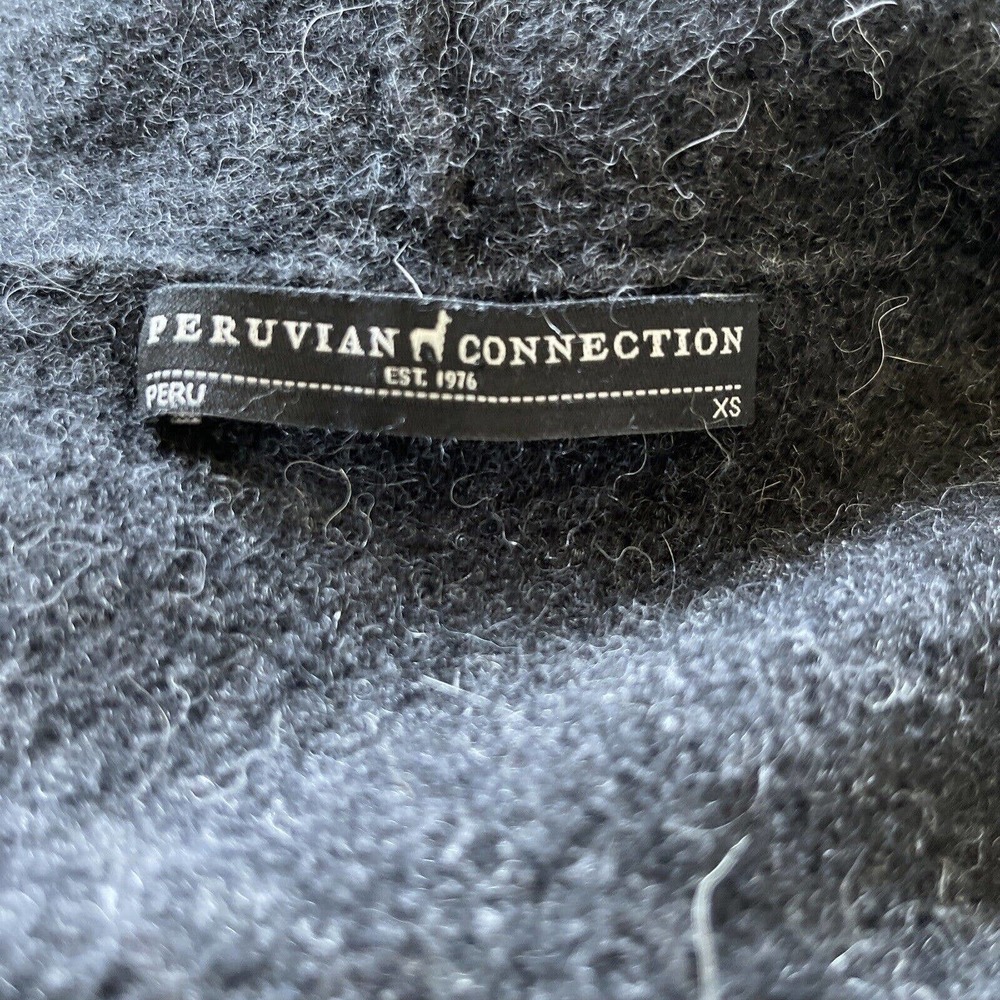 PERUVIAN CONNECTION
EST. 1976
PERU
XS